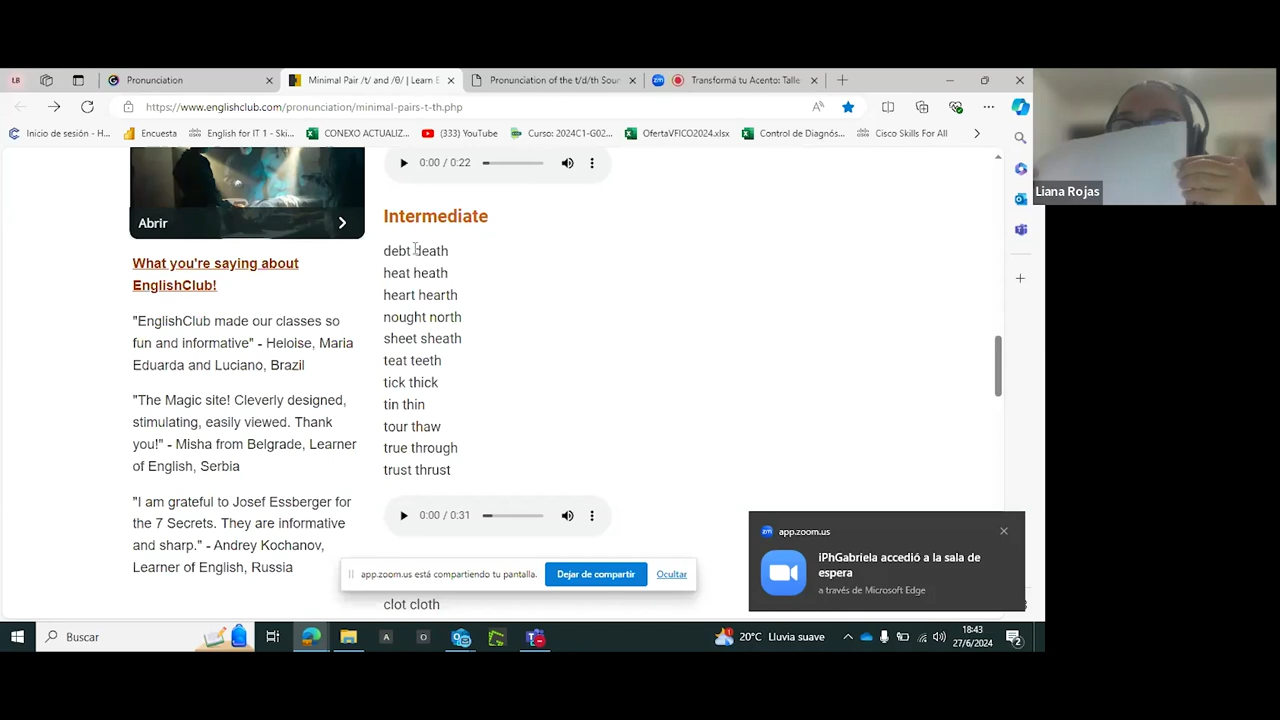 LB
Pronunciation
Minimal Pair /t/ and /θ/ | Learn E
Pronunciation of the t/d/th Soun
zm
Transformá tu Acento: Talle
https://www.englishclub.com/pronunciation/minimal-pairs-t-th.php
Inicio de sesión - H...
Encuesta
English for IT 1 - Ski...
CONEXO ACTUALIZ...
(333) YouTube
Curso: 2024C1-G02...
OfertaVFICO2024.xlsx
Control de Diagnós...
Cisco Skills For All
Liana Rojas
0:00 / 0:22
Abrir
Intermediate
debt death
heat heath
heart hearth
nought north
sheet sheath
teat teeth
tick thick
tin thin
tour thaw
true through
trust thrust
0:00 / 0:31
clot cloth
What you're saying about
EnglishClub!
"EnglishClub made our classes so
fun and informative" - Heloise, Maria
Eduarda and Luciano, Brazil
"The Magic site! Cleverly designed,
stimulating, easily viewed. Thank
you!" - Misha from Belgrade, Learner
of English, Serbia
"I am grateful to Josef Essberger for
the 7 Secrets. They are informative
and sharp." - Andrey Kochanov,
Learner of English, Russia
app.zoom.us está compartiendo tu pantalla.
Dejar de compartir
Ocultar
zm
app.zoom.us
iPhGabriela accedió a la sala de
espera
a través de Microsoft Edge
Buscar
A
O
20°C Lluvia suave
18:43
27/6/2024
2